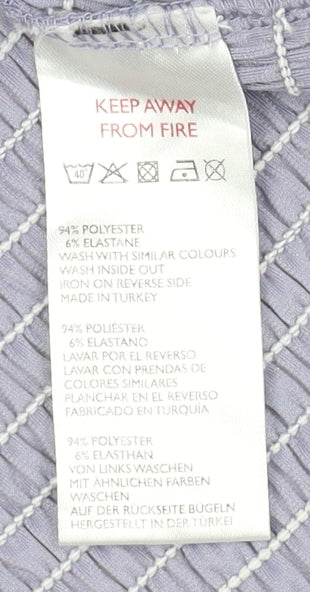 KEEP AWAY
FROM FIRE
40°
94% POLYESTER
6% ELASTANE
WASH WITH SIMILAR COLOURS
WASH INSIDE OUT
IRON ON REVERSE SIDE
MADE IN TURKEY
94% POLIÉSTER
6% ELASTANO
LAVAR POR EL REVERSO
LAVAR CON PRENDAS DE
COLORES SIMILARES
PLANCHAR EN EL REVERSO
FABRICADO EN TURQUÍA
94% POLYESTER
6% ELASTHAN
VON LINKS WASCHEN
MIT ÄHNLICHEN FARBEN
WASCHEN
AUF DER RÜCKSEITE BÜGELN
HERGESTELLT IN DER TÜRKEI